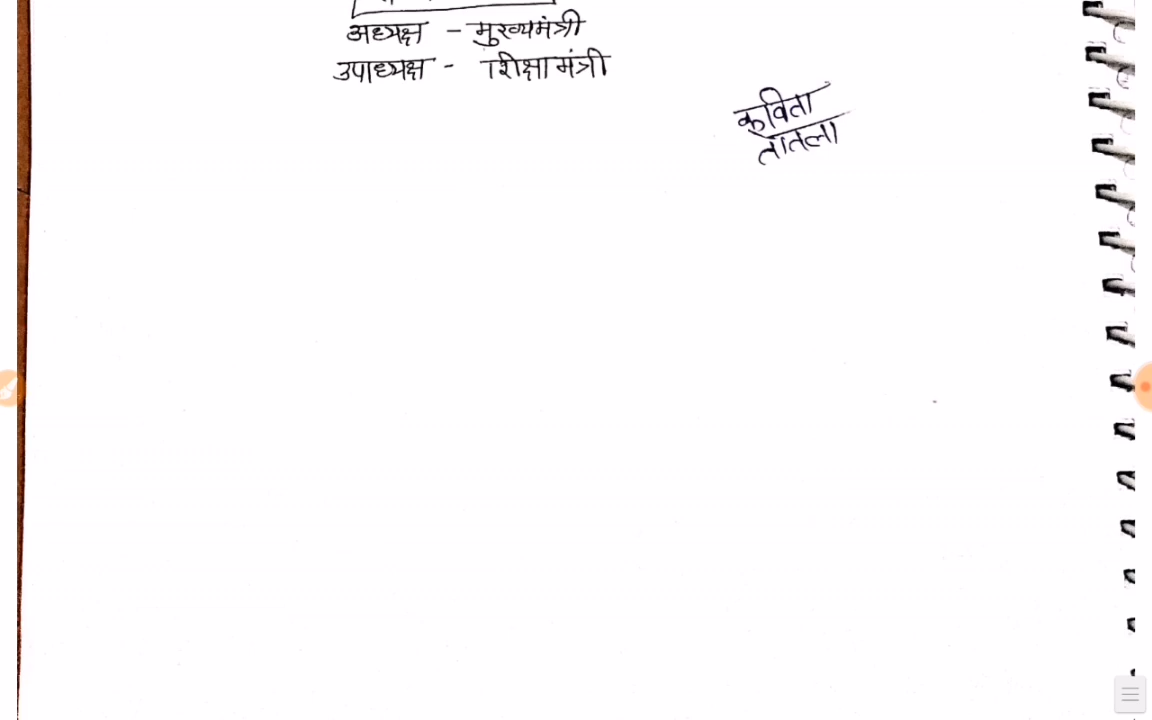 अध्यक्ष - मुख्यमंत्री
उपाध्यक्ष - शिक्षा मंत्री
कविता
तातला